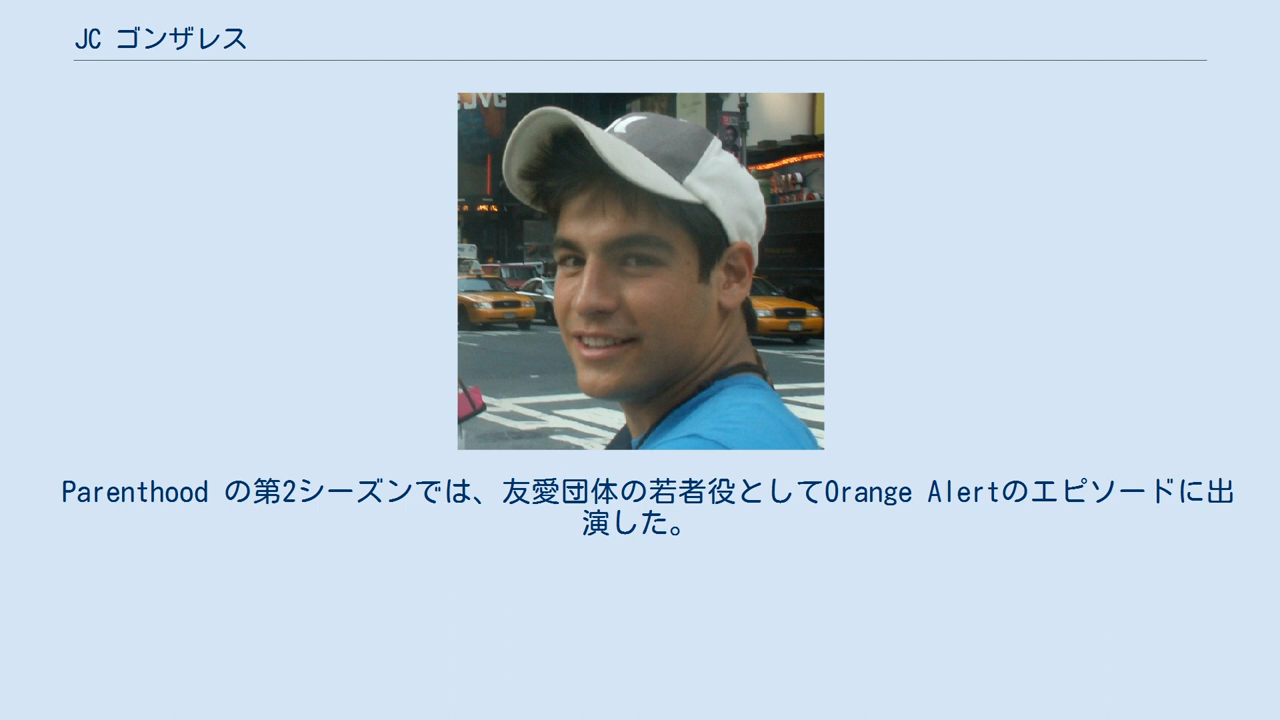 JC ゴンザレス
JVC
Parenthood の第2シーズンでは、友愛団体の若者役としてOrange Alertのエピソードに出
演した。